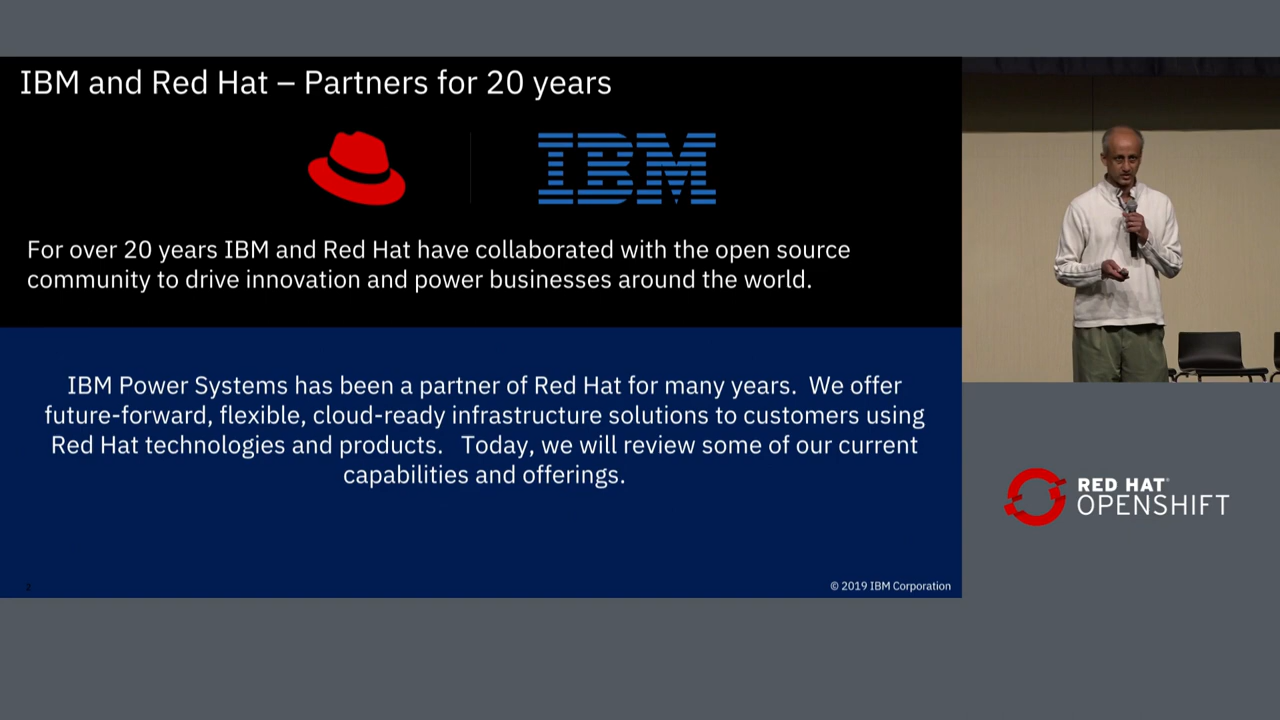 IBM and Red Hat – Partners for 20 years
IBM
For over 20 years IBM and Red Hat have collaborated with the open source
community to drive innovation and power businesses around the world.
IBM Power Systems has been a partner of Red Hat for many years.  We offer
future-forward, flexible, cloud-ready infrastructure solutions to customers using
Red Hat technologies and products.   Today, we will review some of our current
capabilities and offerings.
2
© 2019 IBM Corporation
RED HAT®
OPENSHIFT